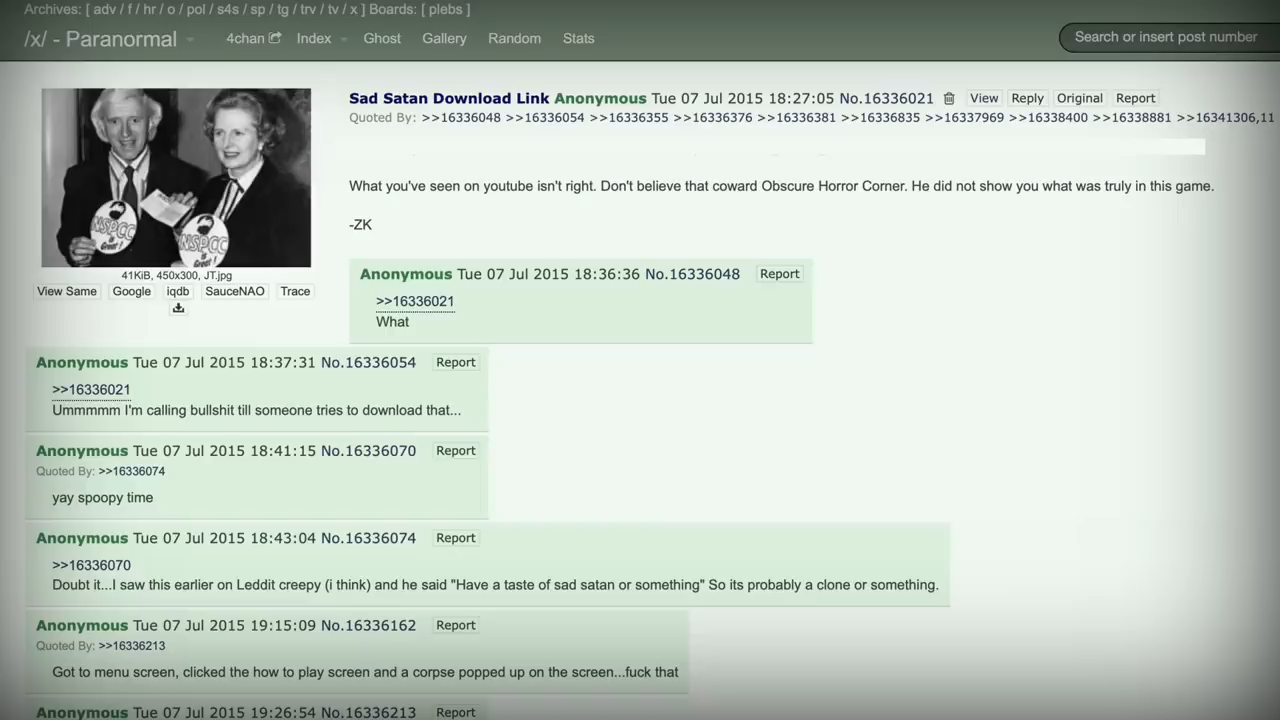 Archives: [ adv / f / hr / o / pol / s4s / sp / tg / trv / tv / x ] Boards: [ plebs ]
/x/ - Paranormal
4chan Index Ghost Gallery Random Stats
Search or insert post number
NSPCC
is
Great!
NSPCC
is
Great!
41KiB, 450x300, JT.jpg
View Same Google iqdb SauceNAO Trace
Sad Satan Download Link Anonymous Tue 07 Jul 2015 18:27:05 No.16336021 View Reply Original Report
Quoted By: >>16336048 >>16336054 >>16336355 >>16336376 >>16336381 >>16336835 >>16337969 >>16338400 >>16338881 >>16341306,11
What you've seen on youtube isn't right. Don't believe that coward Obscure Horror Corner. He did not show you what was truly in this game.
-ZK
Anonymous Tue 07 Jul 2015 18:36:36 No.16336048 Report
>>16336021
What
Anonymous Tue 07 Jul 2015 18:37:31 No.16336054 Report
>>16336021
Ummmmm I'm calling bullshit till someone tries to download that...
Anonymous Tue 07 Jul 2015 18:41:15 No.16336070 Report
Quoted By: >>16336074
yay spoopy time
Anonymous Tue 07 Jul 2015 18:43:04 No.16336074 Report
>>16336070
Doubt it...I saw this earlier on Leddit creepy (i think) and he said "Have a taste of sad satan or something" So its probably a clone or something.
Anonymous Tue 07 Jul 2015 19:15:09 No.16336162 Report
Quoted By: >>16336213
Got to menu screen, clicked the how to play screen and a corpse popped up on the screen...fuck that
Anonymous Tue 07 Jul 2015 19:26:54 No.16336213 Report